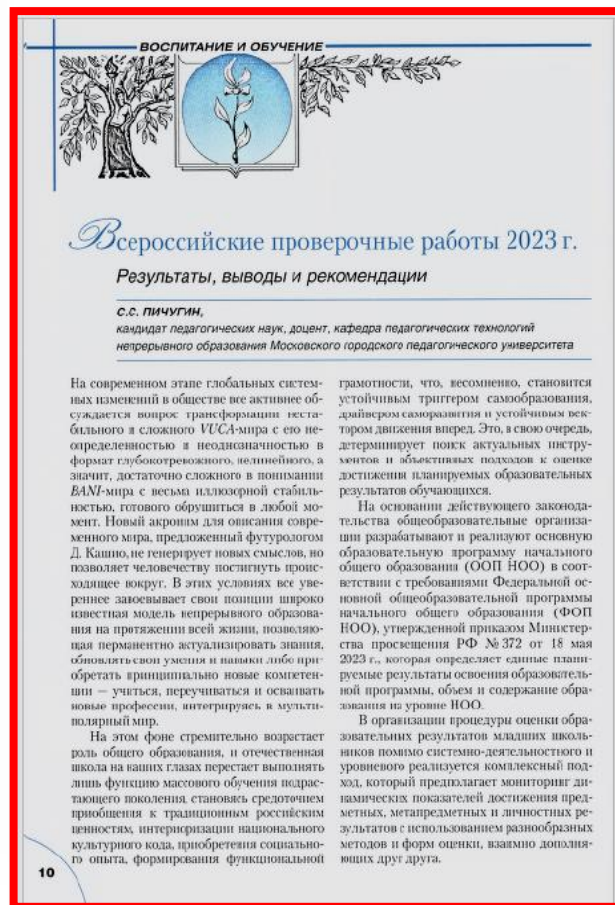 ВОСПИТАНИЕ И ОБУЧЕНИЕ
Всероссийские проверочные работы 2023 г.
Результаты, выводы и рекомендации
С.С. ПИЧУГИН,
кандидат педагогических наук, доцент, кафедра педагогических технологий
непрерывного образования Московского городского педагогического университета
На современном этапе глобальных систем-
ных изменений в обществе все активнее об-
суждается вопрос трансформации неста-
бильного и сложного VUCA-мира с его не-
определенностью и неоднозначностью в
формат глубокотревожного, нелинейного, а
значит, достаточно сложного в понимании
BANI-мира с весьма иллюзорной стабиль-
ностью, готового обрушиться в любой мо-
мент. Новый акроним для описания совре-
менного мира, предложенный футурологом
Д. Кашио, не генерирует новых смыслов, но
позволяет человечеству постигнуть проис-
ходящее вокруг. В этих условиях все уве-
реннее завоевывает свои позиции широко
известная модель непрерывного образова-
ния на протяжении всей жизни, позволяю-
щая перманентно актуализировать знания,
обновлять свои умения и навыки либо при-
обретать принципиально новые компетен-
ции — учиться, переучиваться и осваивать
новые профессии, интегрируясь в мульти-
полярный мир.
На этом фоне стремительно возрастает
роль общего образования, и отечественная
школа на наших глазах перестает выполнять
лишь функцию массового обучения подрас-
тающего поколения, становясь средоточием
приобщения к традиционным российским
ценностям, интериоризации национального
культурного кода, приобретения социально-
го опыта, формирования функциональной
грамотности, что, несомненно, становится
устойчивым триггером самообразования,
драйвером саморазвития и устойчивым век-
тором движения вперед. Это, в свою очередь,
детерминирует поиск актуальных инстру-
ментов и объективных подходов к оценке
достижения планируемых образовательных
результатов обучающихся.
На основании действующего законода-
тельства общеобразовательные организа-
ции разрабатывают и реализуют основную
образовательную программу начального
общего образования (ООП НОО) в соот-
ветствии с требованиями Федеральной ос-
новной общеобразовательной программы
начального общего образования (ФОП
НОО), утвержденной приказом Министер-
ства просвещения РФ № 372 от 18 мая
2023 г., которая определяет единые плани-
руемые результаты освоения образователь-
ной программы, объем и содержание обра-
зования на уровне НОО.
В организации процедуры оценки обра-
зовательных результатов младших школь-
ников помимо системно-деятельностного и
уровневого реализуется комплексный под-
ход, который предполагает мониторинг ди-
намических показателей достижения пред-
метных, метапредметных и личностных ре-
зультатов с использованием разнообразных
методов и форм оценки, взаимно дополня-
ющих друг друга.
10